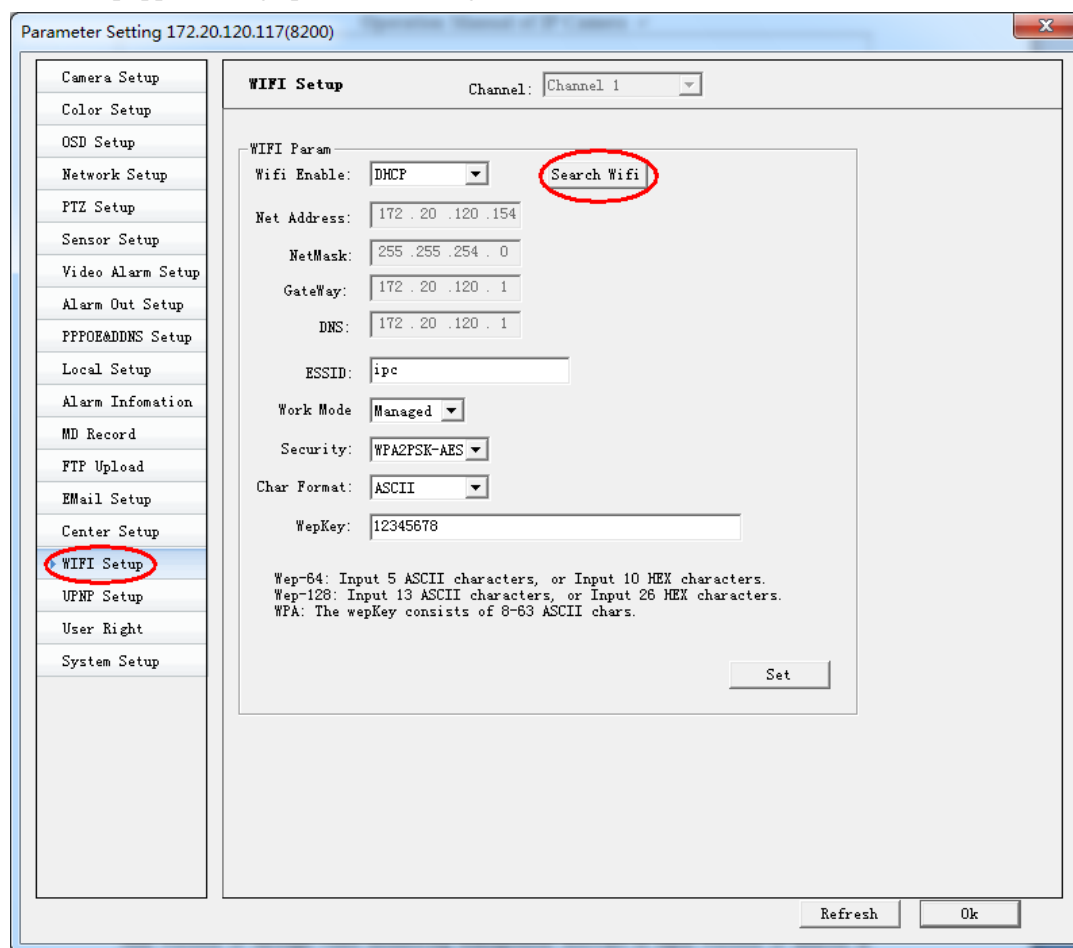 Operation Manual of IP Camera
Parameter Setting 172.20.120.117(8200)
Camera Setup
Color Setup
OSD Setup
Network Setup
PTZ Setup
Sensor Setup
Video Alarm Setup
Alarm Out Setup
PPPOE&DDNS Setup
Local Setup
Alarm Infomation
MD Record
FTP Upload
EMail Setup
Center Setup
WIFI Setup
UPNP Setup
User Right
System Setup
WIFI Setup Channel: Channel 1
WIFI Param
Wifi Enable: DHCP Search Wifi
Net Address: 172 . 20 .120 .154
NetMask: 255 .255 .254 . 0
GateWay: 172 . 20 .120 . 1
DNS: 172 . 20 .120 . 1
ESSID: ipc
Work Mode Managed
Security: WPA2PSK-AES
Char Format: ASCII
WepKey: 12345678
Wep-64: Input 5 ASCII characters, or Input 10 HEX characters.
Wep-128: Input 13 ASCII characters, or Input 26 HEX characters.
WPA: The wepKey consists of 8-63 ASCII chars.
Set
Refresh Ok